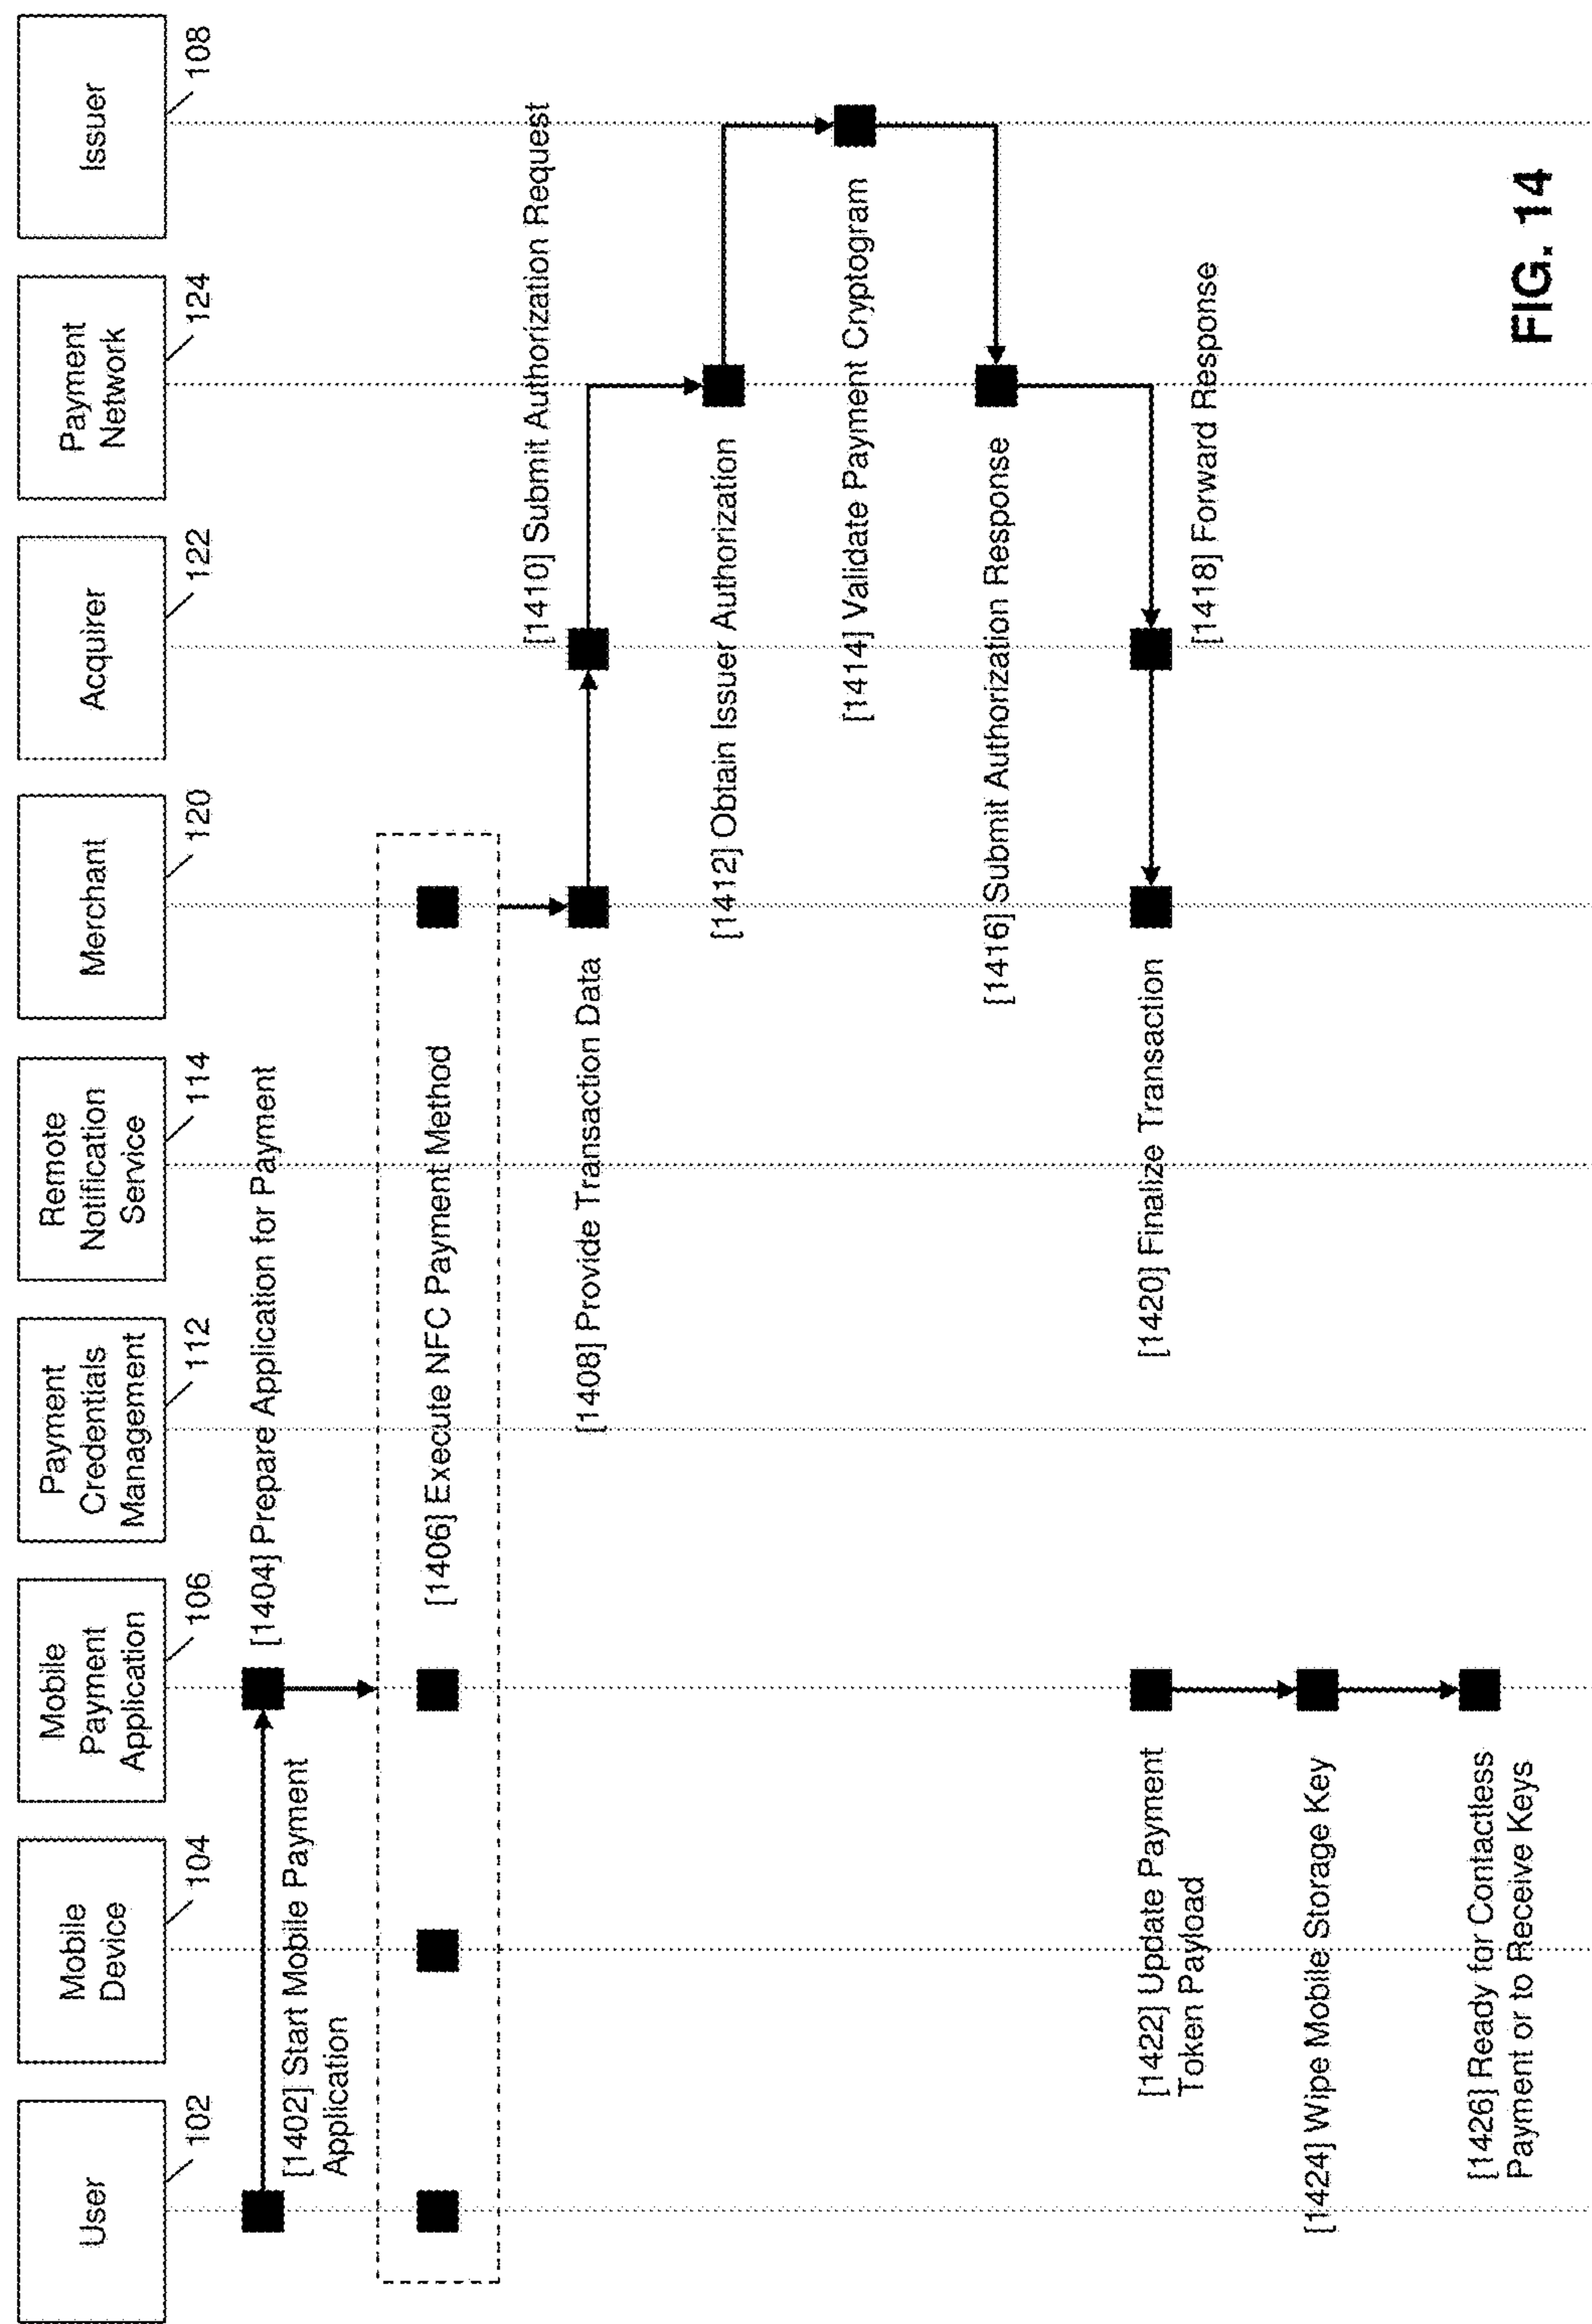 User
102
Mobile
Device
104
Mobile
Payment
Application
106
Payment
Credentials
Management
112
Remote
Notification
Service
114
Merchant
120
Acquirer
122
Payment
Network
124
Issuer
108
[1402] Start Mobile Payment
Application
[1404] Prepare Application for Payment
[1406] Execute NFC Payment Method
[1408] Provide Transaction Data
[1410] Submit Authorization Request
[1412] Obtain Issuer Authorization
[1414] Validate Payment Cryptogram
[1416] Submit Authorization Response
[1418] Forward Response
[1420] Finalize Transaction
[1422] Update Payment
Token Payload
[1424] Wipe Mobile Storage Key
[1426] Ready for Contactless
Payment or to Receive Keys
FIG. 14